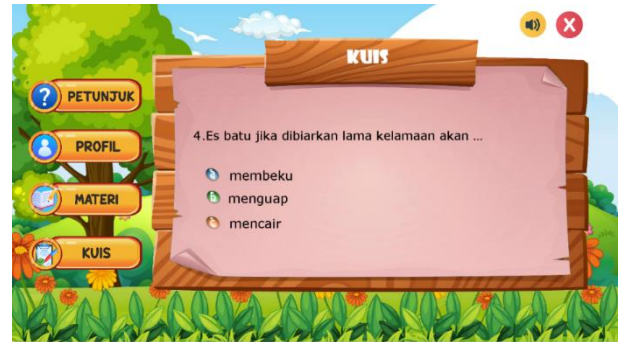 KUIS
PETUNJUK
PROFIL
MATERI
KUIS
4.Es batu jika dibiarkan lama kelamaan akan ...
a membeku
b menguap
c mencair